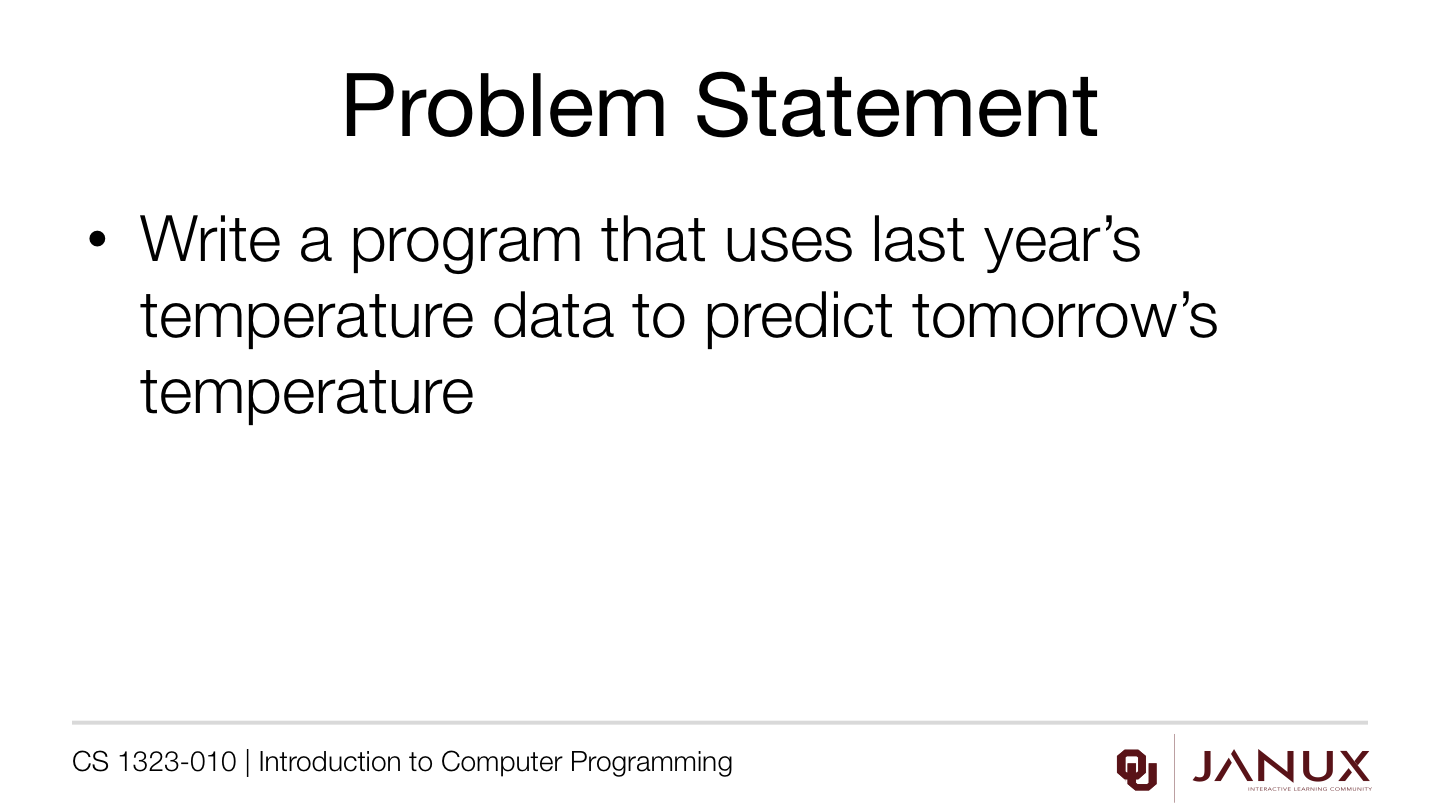 Problem Statement
• Write a program that uses last year’s
temperature data to predict tomorrow’s
temperature
CS 1323-010 | Introduction to Computer Programming
OU
JANUX
INTERACTIVE LEARNING COMMUNITY